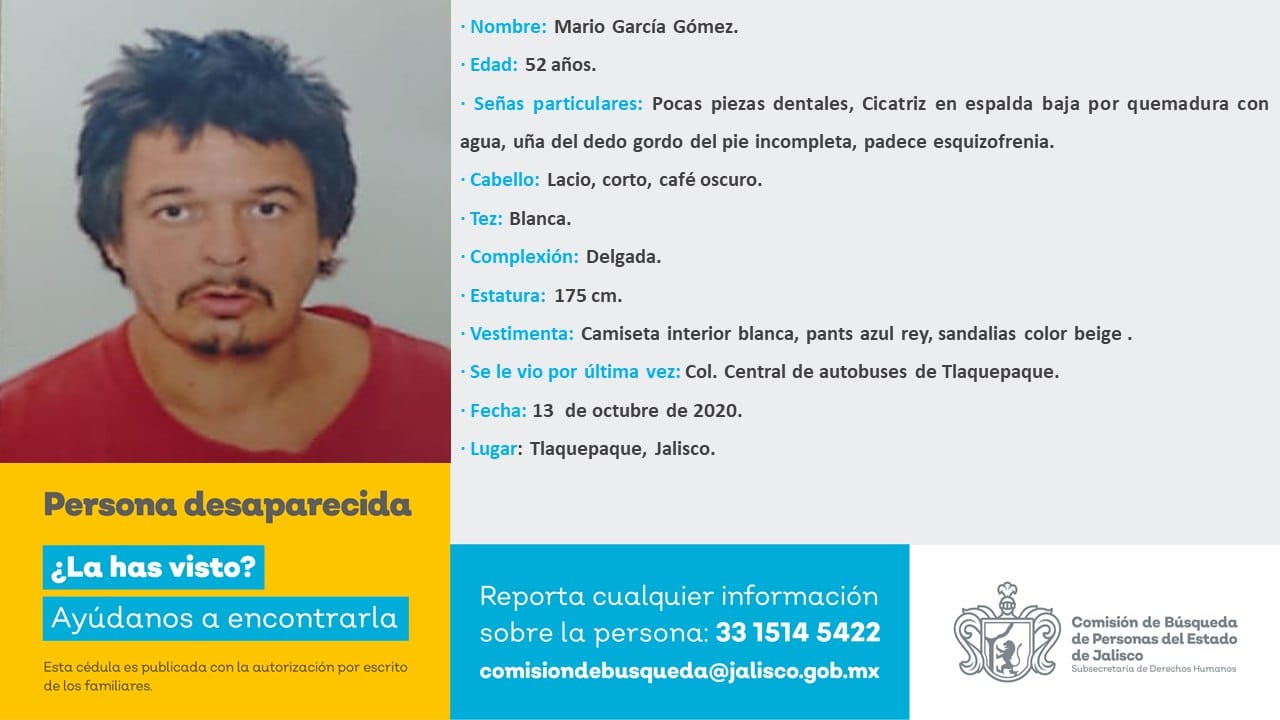 · Nombre: Mario García Gómez.
· Edad: 52 años.
· Señas particulares: Pocas piezas dentales, Cicatriz en espalda baja por quemadura con
agua, uña del dedo gordo del pie incompleta, padece esquizofrenia.
· Cabello: Lacio, corto, café oscuro.
· Tez: Blanca.
· Complexión: Delgada.
· Estatura: 175 cm.
· Vestimenta: Camiseta interior blanca, pants azul rey, sandalias color beige .
· Se le vio por última vez: Col. Central de autobuses de Tlaquepaque.
· Fecha: 13 de octubre de 2020.
· Lugar: Tlaquepaque, Jalisco.
Persona desaparecida
¿La has visto?
Ayúdanos a encontrarla
Esta cédula es publicada con la autorización por escrito
de los familiares.
Reporta cualquier información
sobre la persona: 33 1514 5422
comisiondebusqueda@jalisco.gob.mx
Comisión de Búsqueda
de Personas del Estado
de Jalisco
Subsecretaría de Derechos Humanos